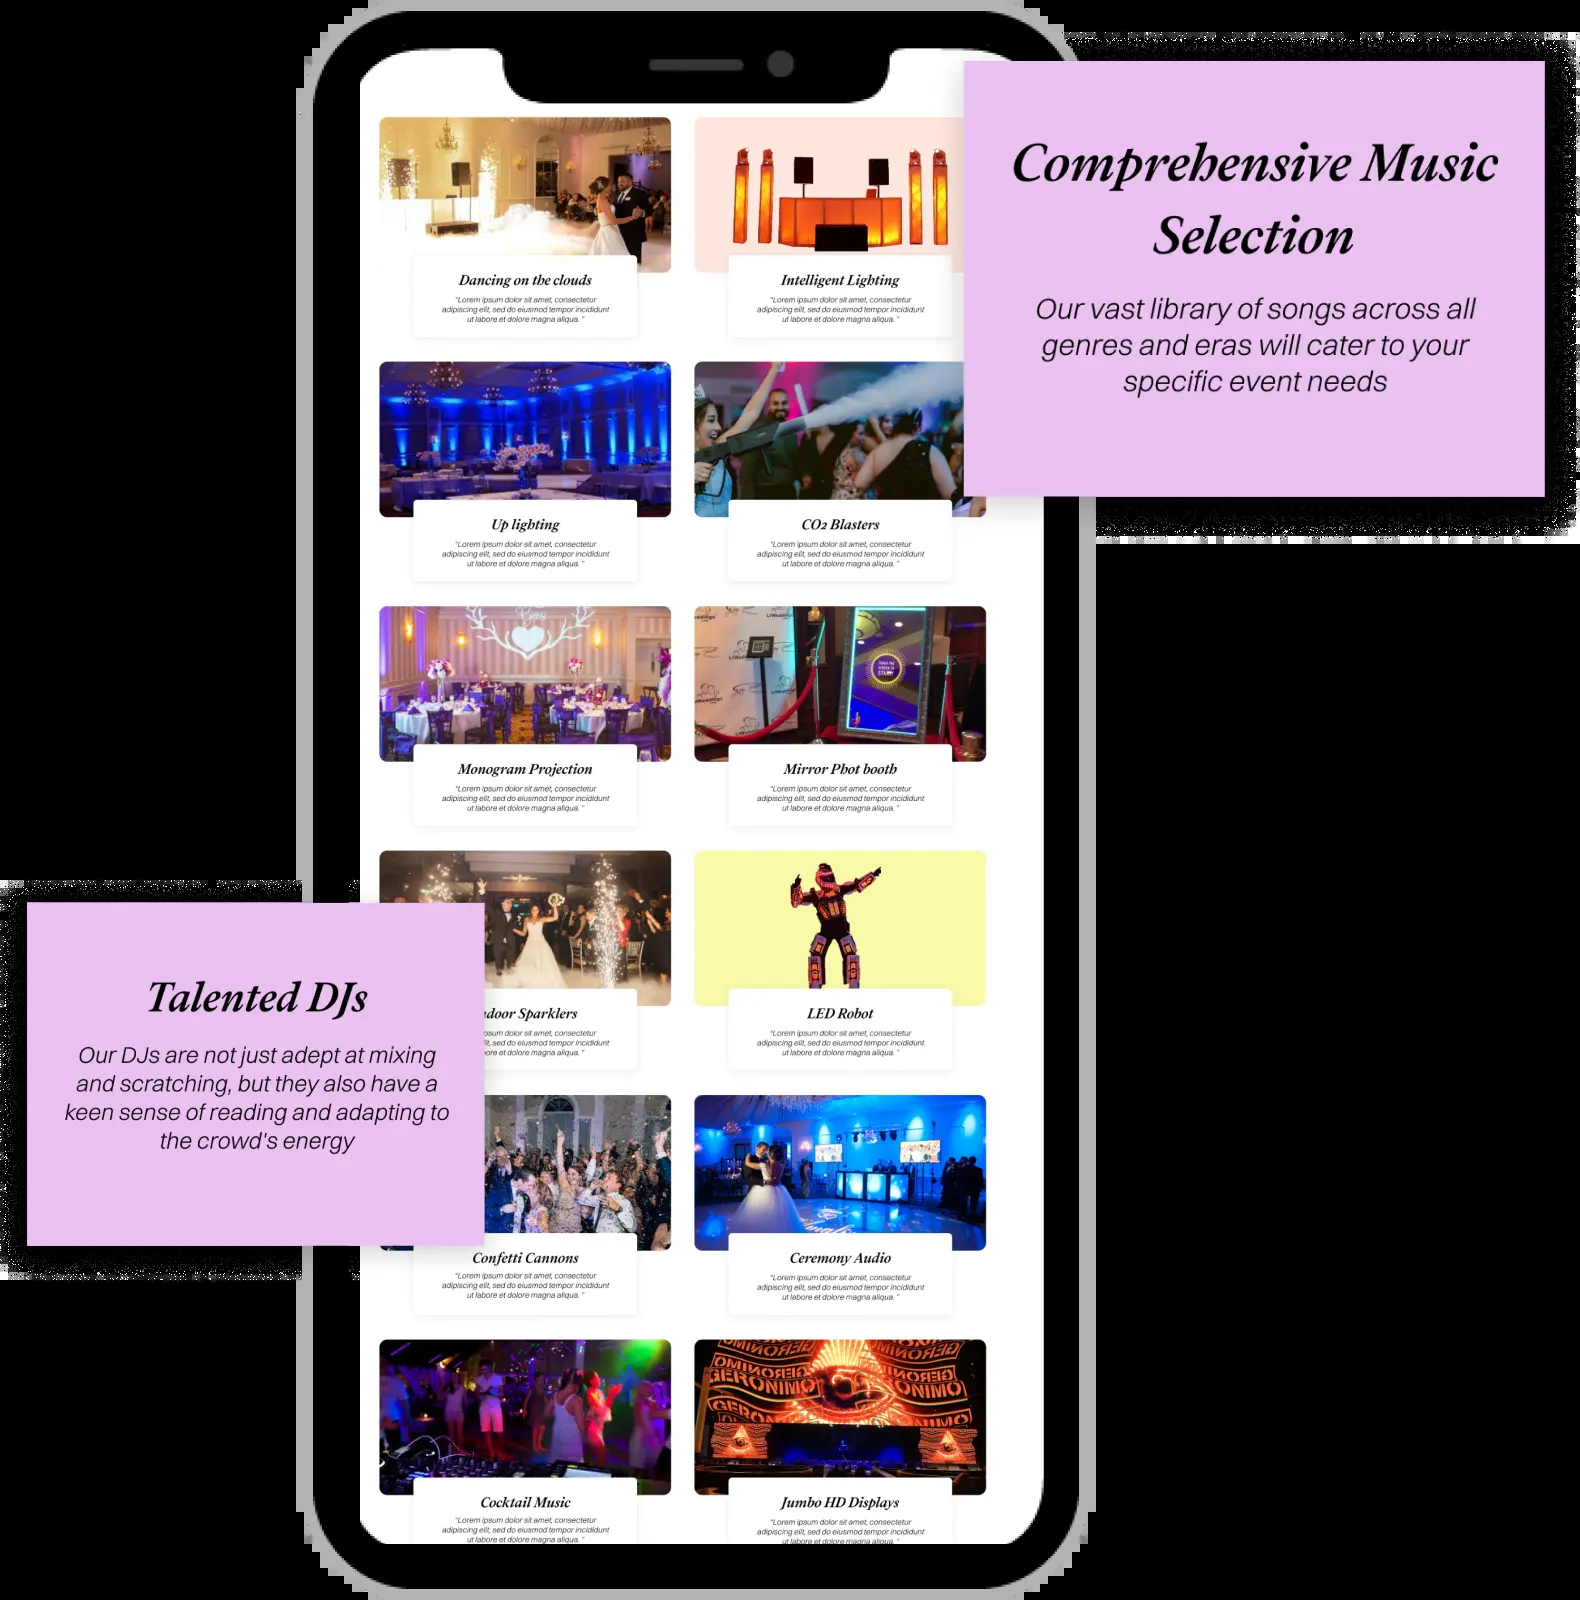 Comprehensive Music
Selection
Our vast library of songs across all
genres and eras will cater to your
specific event needs
Dancing on the clouds
"Lorem ipsum dolor sit amet, consectetur
adipiscing elit, sed do eiusmod tempor incididunt
ut labore et dolore magna aliqua. "
Intelligent Lighting
"Lorem ipsum dolor sit amet, consectetur
adipiscing elit, sed do eiusmod tempor incididunt
ut labore et dolore magna aliqua. "
Up lighting
"Lorem ipsum dolor sit amet, consectetur
adipiscing elit, sed do eiusmod tempor incididunt
ut labore et dolore magna aliqua. "
CO2 Blasters
"Lorem ipsum dolor sit amet, consectetur
adipiscing elit, sed do eiusmod tempor incididunt
ut labore et dolore magna aliqua. "
Monogram Projection
"Lorem ipsum dolor sit amet, consectetur
adipiscing elit, sed do eiusmod tempor incididunt
ut labore et dolore magna aliqua. "
Mirror Phot booth
"Lorem ipsum dolor sit amet, consectetur
adipiscing elit, sed do eiusmod tempor incididunt
ut labore et dolore magna aliqua. "
Talented DJs
Our DJs are not just adept at mixing
and scratching, but they also have a
keen sense of reading and adapting to
the crowd's energy
ndoor Sparklers
psum dolor sit amet, consectetur
elit, sed do eiusmod tempor incididunt
ore et dolore magna aliqua. "
LED Robot
"Lorem ipsum dolor sit amet, consectetur
adipiscing elit, sed do eiusmod tempor incididunt
ut labore et dolore magna aliqua. "
Confetti Cannons
"Lorem ipsum dolor sit amet, consectetur
adipiscing elit, sed do eiusmod tempor incididunt
ut labore et dolore magna aliqua. "
Ceremony Audio
"Lorem ipsum dolor sit amet, consectetur
adipiscing elit, sed do eiusmod tempor incididunt
ut labore et dolore magna aliqua. "
GERONIMO
Cocktail Music
"Lorem ipsum dolor sit amet, consectetur
adipiscing elit, sed do eiusmod tempor incididunt
ut labore et dolore magna aliqua. "
Jumbo HD Displays
"Lorem ipsum dolor sit amet, consectetur
adipiscing elit, sed do eiusmod tempor incididunt
ut labore et dolore magna aliqua. "